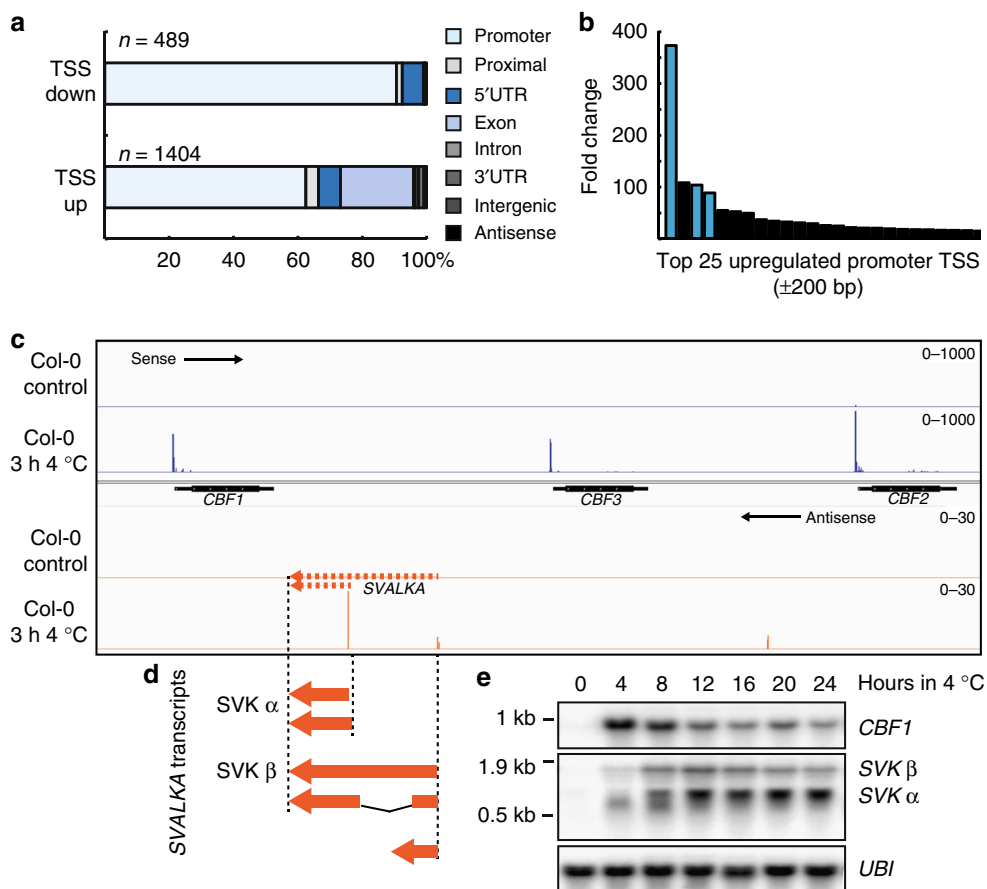 a
n = 489
TSS
down
n = 1404
TSS
up
20
40
60
80
100%
Promoter
Proximal
5′UTR
Exon
Intron
3′UTR
Intergenic
Antisense
b
Fold change
400
300
200
100
Top 25 upregulated promoter TSS
(±200 bp)
c
Col-0
control
Sense
0–1000
Col-0
3 h 4 °C
0–1000
CBF1
CBF3
CBF2
Col-0
control
Antisense
0–30
SVALKA
Col-0
3 h 4 °C
0–30
d
SVALKA transcripts
SVK α
SVK β
e
0 4 8 12 16 20 24 Hours in 4 °C
1 kb
CBF1
1.9 kb
SVK β
SVK α
0.5 kb
UBI